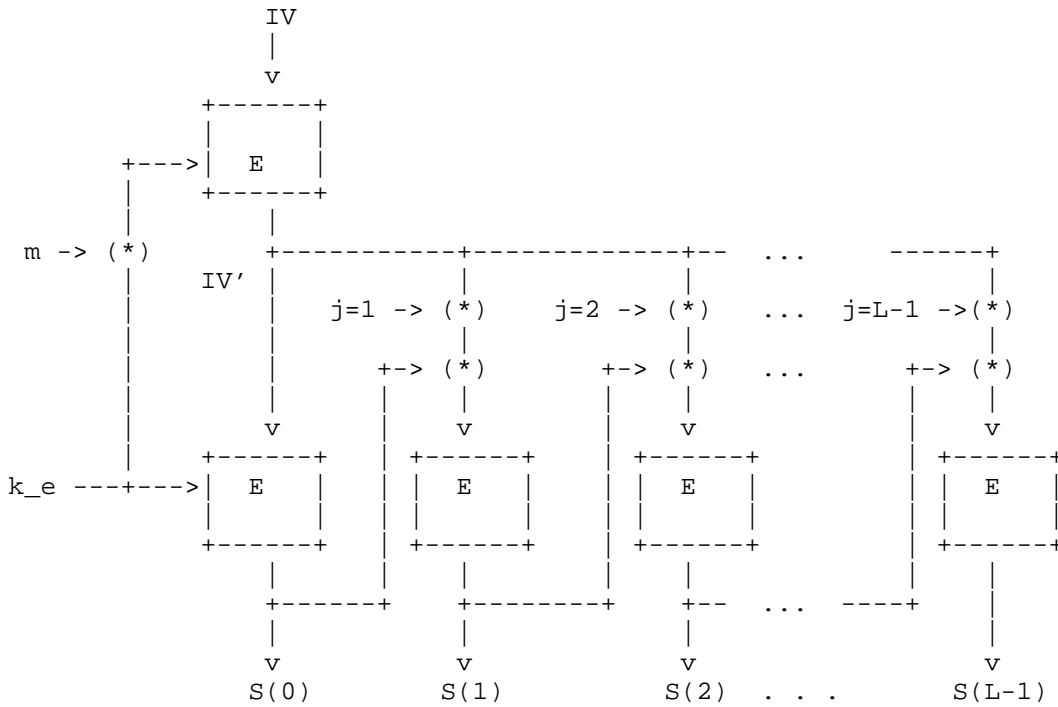 IV
E
m -> (*)
IV'
...
j=1 -> (*) j=2 -> (*) ... j=L-1 ->(*)
(*) (*) ... (*)
k_e E E E E
...
S(0) S(1) S(2) . . . S(L-1)